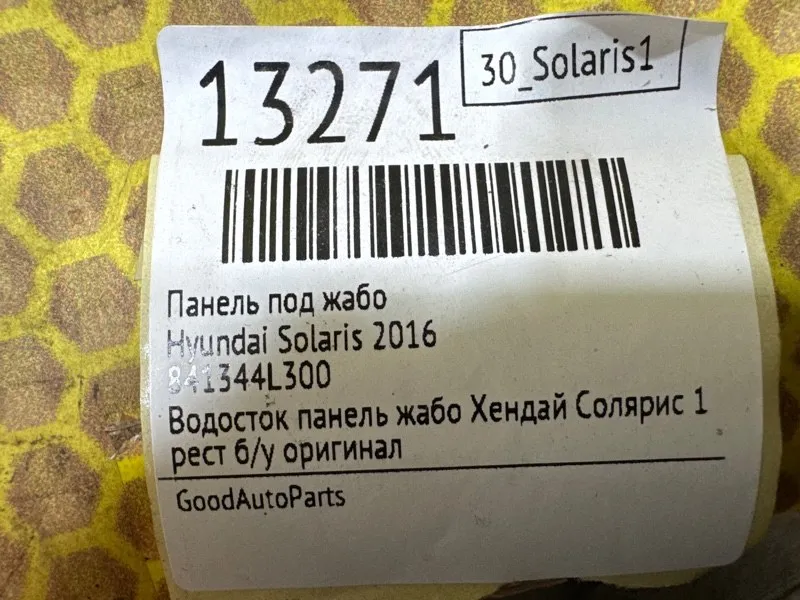 13271
30_Solaris1
Панель под жабо
Hyundai Solaris 2016
841344L300
Водосток панель жабо Хендай Солярис 1
рест б/у оригинал
GoodAutoParts